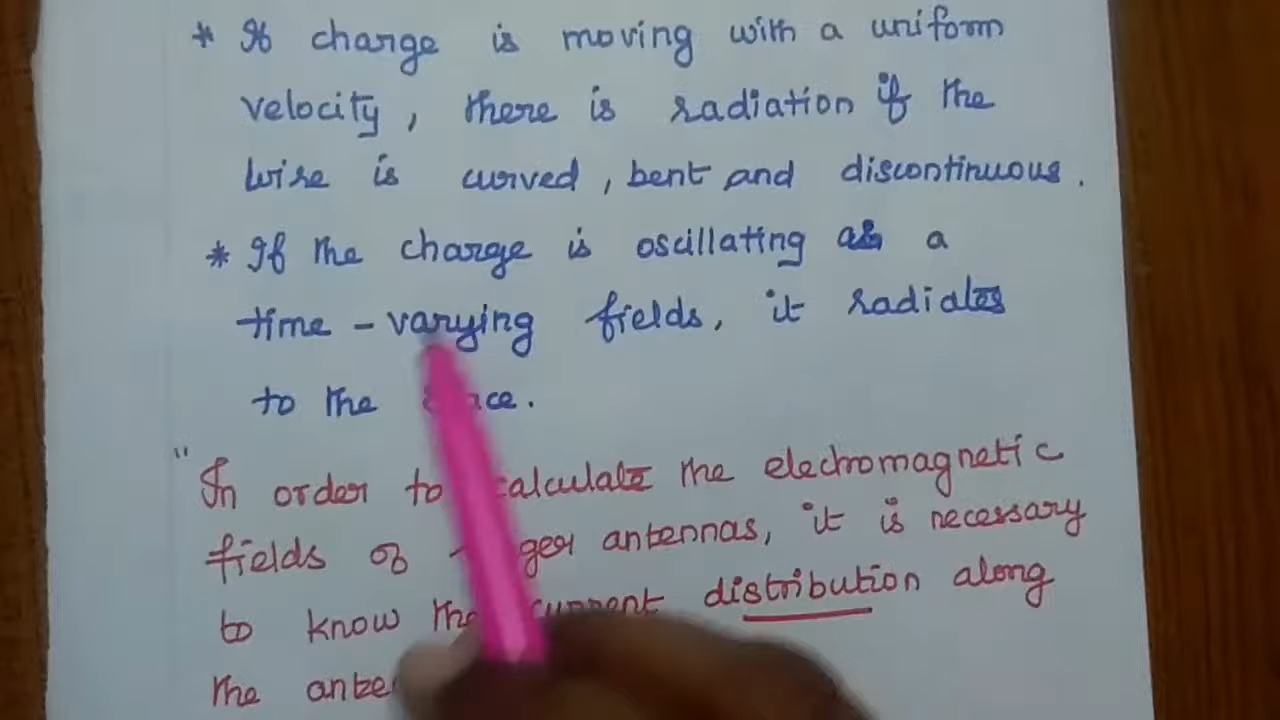 * If charge is moving with a uniform
velocity, there is radiation if the
wire is curved, bent and discontinuous.
* If the charge is oscillating as a
time-varying fields, it radiates
to the
"In order to calculate the electromagnetic
fields of antennas, it is necessary
to know the current distribution along
the